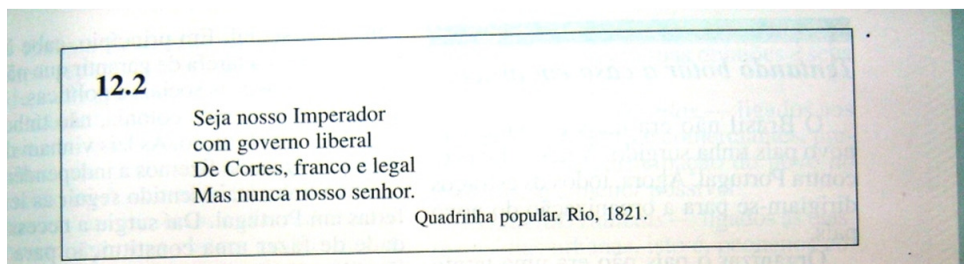 12.2
Seja nosso Imperador
com governo liberal
De Cortes, franco e legal
Mas nunca nosso senhor.
Quadrinha popular. Rio, 1821.